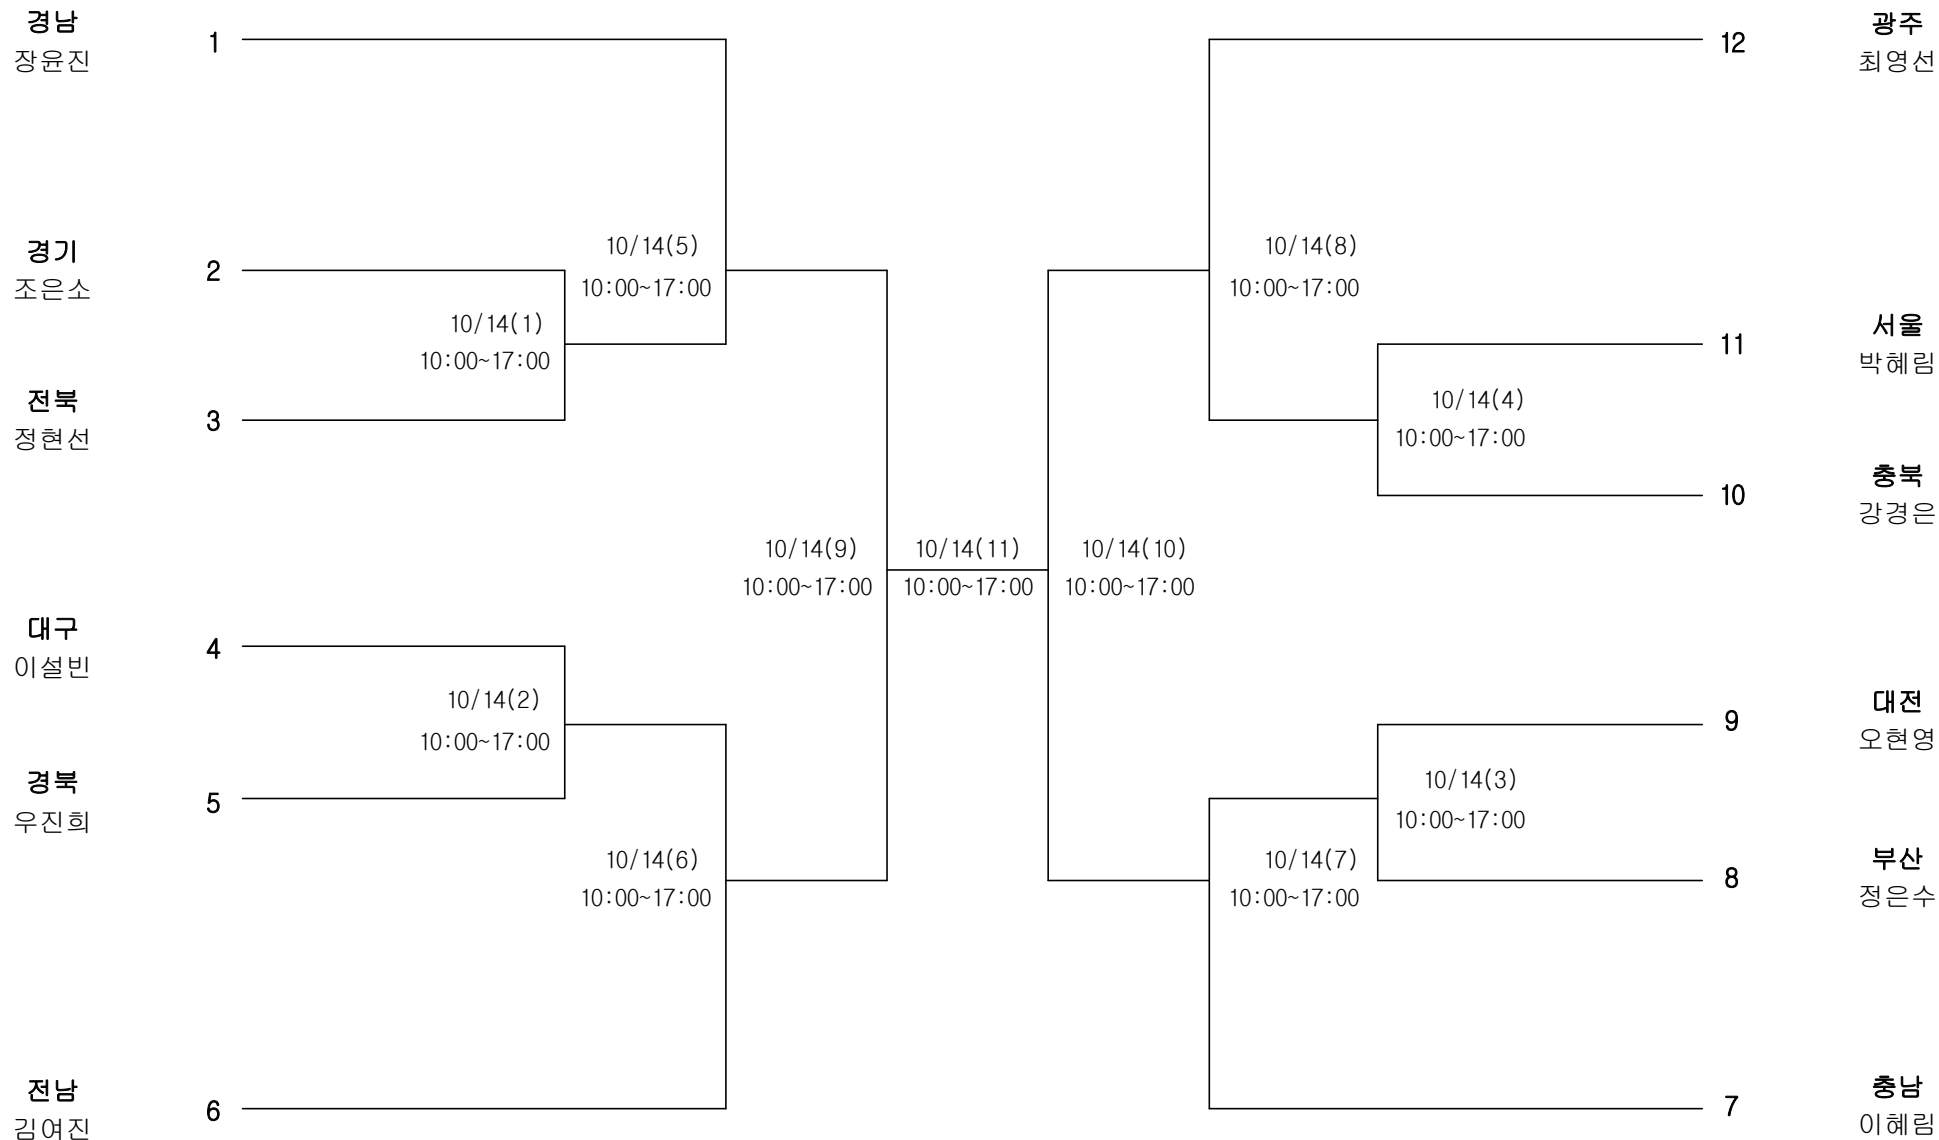 경남
장윤진
1
경기
조은소
2
10/14(5)
10:00~17:00
10/14(1)
10:00~17:00
전북
정현선
3
10/14(9)
10:00~17:00
대구
이설빈
4
10/14(2)
10:00~17:00
경북
우진희
5
10/14(6)
10:00~17:00
전남
김여진
6
10/14(11)
10:00~17:00
12
광주
최영선
10/14(8)
10:00~17:00
11
서울
박혜림
10/14(4)
10:00~17:00
10
충북
강경은
10/14(10)
10:00~17:00
9
대전
오현영
10/14(3)
10:00~17:00
8
부산
정은수
10/14(7)
10:00~17:00
7
충남
이혜림